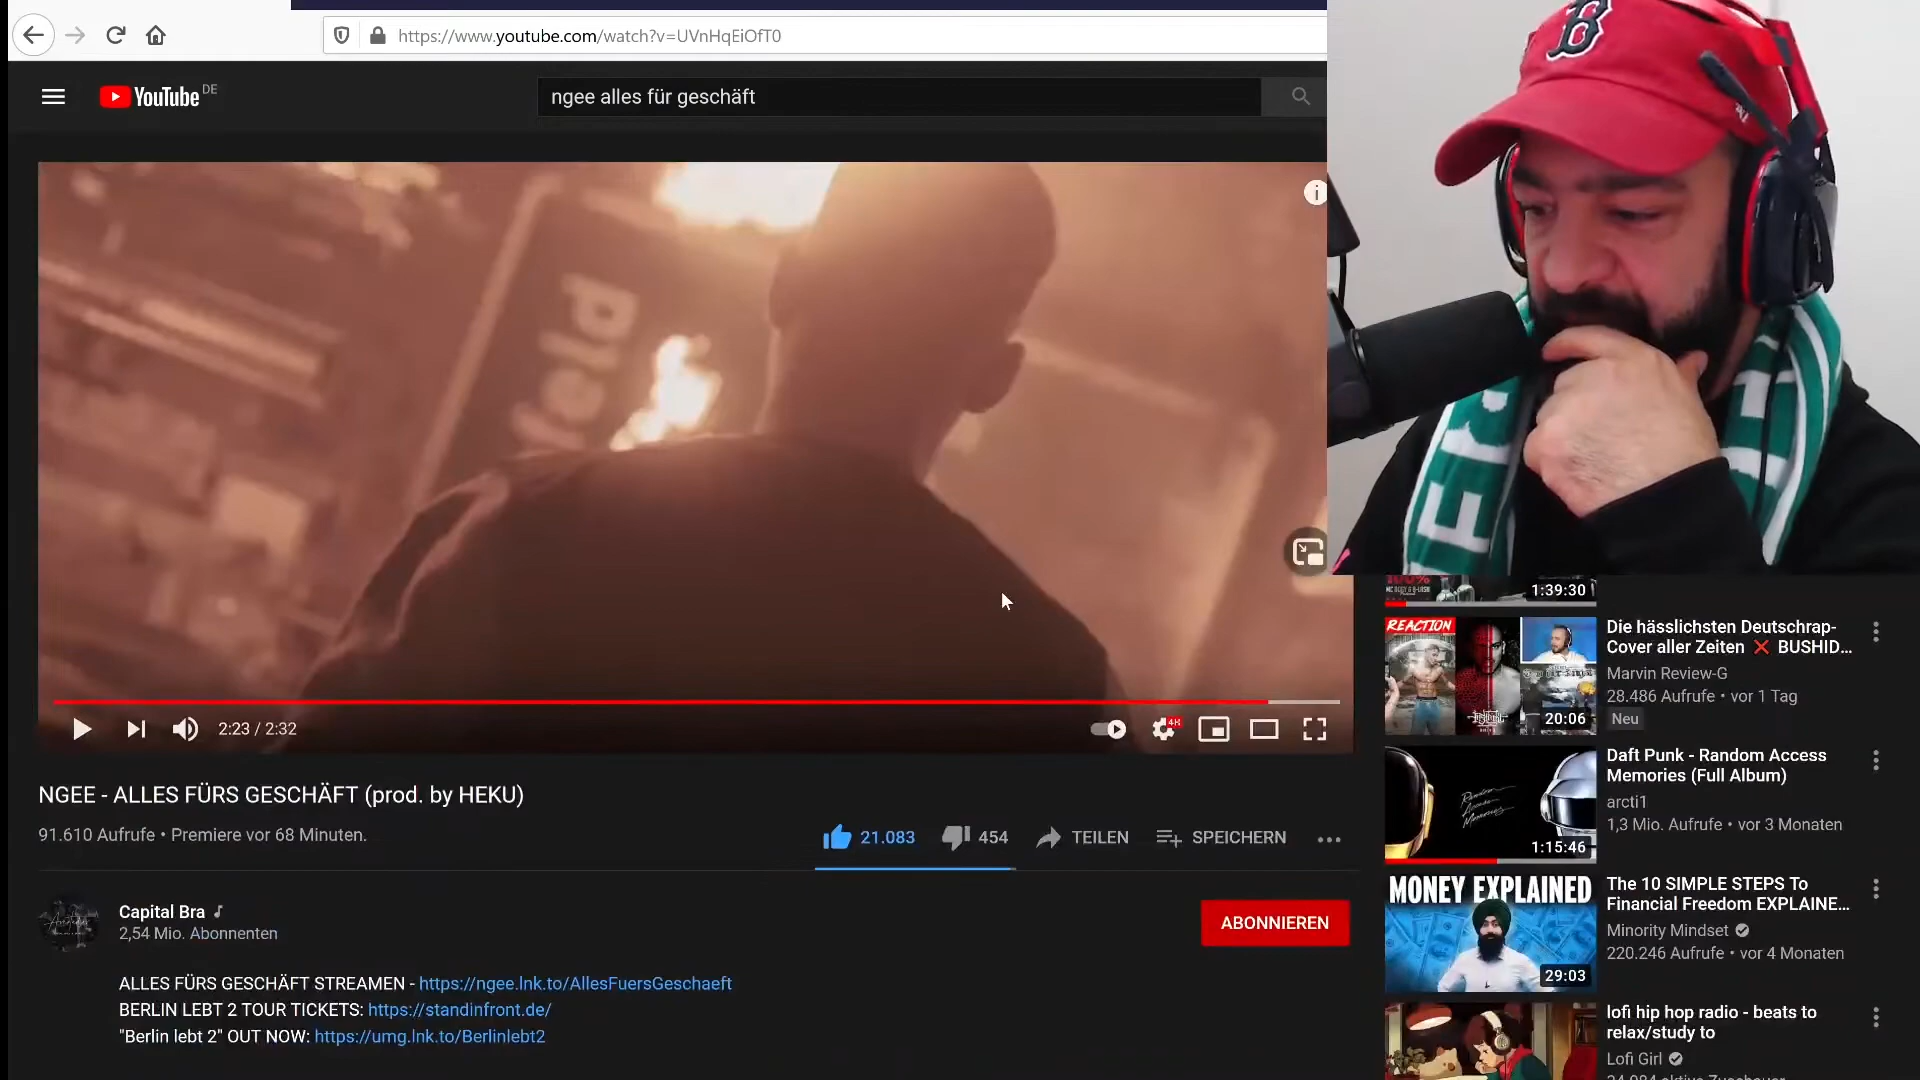 https://www.youtube.com/watch?v=UVnHqEiOfT0
YouTube DE
ngee alles für geschäft
B
2:23 / 2:32
NGEE - ALLES FÜRS GESCHÄFT (prod. by HEKU)
91.610 Aufrufe • Premiere vor 68 Minuten.
21.083
454
TEILEN
SPEICHERN
Capital Bra
2,54 Mio. Abonnenten
ABONNIEREN
ALLES FÜRS GESCHÄFT STREAMEN - https://ngee.lnk.to/AllesFuersGeschaeft
BERLIN LEBT 2 TOUR TICKETS: https://standinfront.de/
"Berlin lebt 2" OUT NOW: https://umg.lnk.to/Berlinlebt2
100%
1:39:30
REACTION
20:06
Die hässlichsten Deutschrap-
Cover aller Zeiten ❌ BUSHID...
Marvin Review-G
28.486 Aufrufe • vor 1 Tag
Neu
Random
Access
Memories
1:15:46
Daft Punk - Random Access
Memories (Full Album)
arcti1
1,3 Mio. Aufrufe • vor 3 Monaten
MONEY EXPLAINED
29:03
The 10 SIMPLE STEPS To
Financial Freedom EXPLAINE...
Minority Mindset
220.246 Aufrufe • vor 4 Monaten
lofi hip hop radio - beats to
relax/study to
Lofi Girl